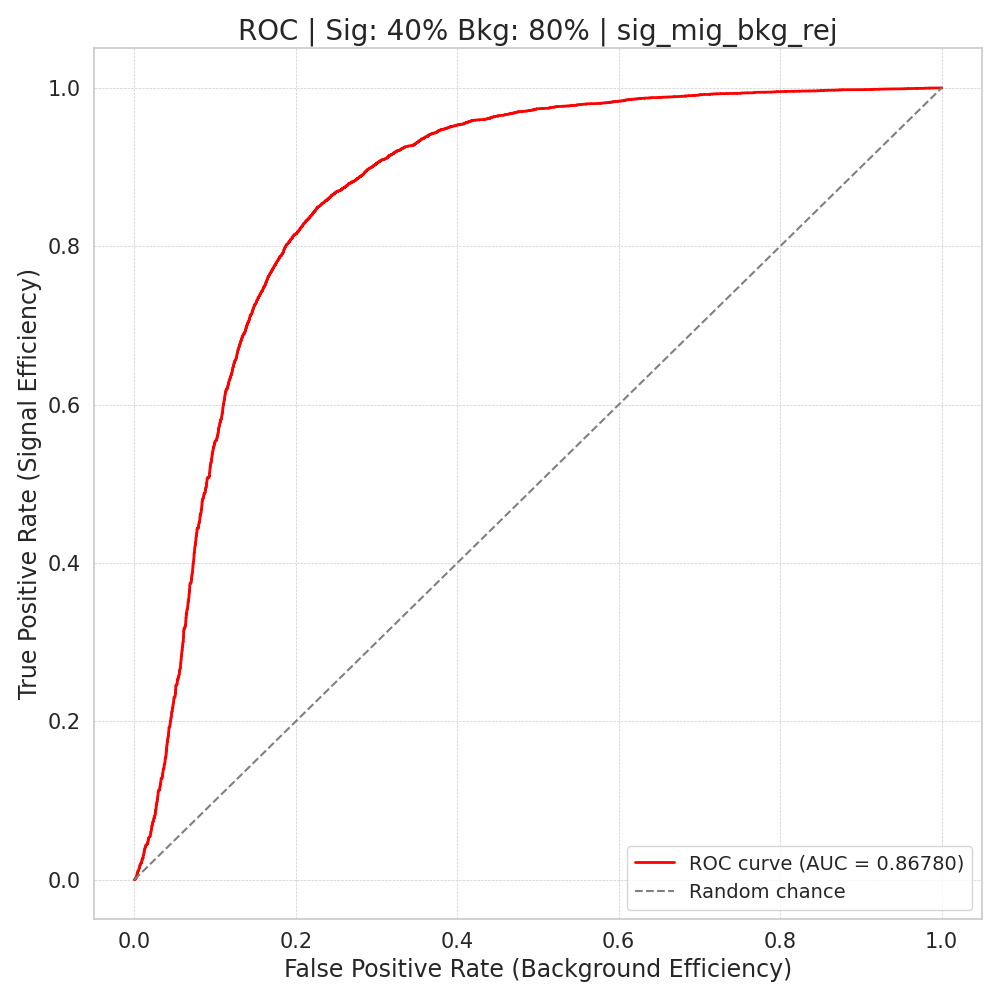 ROC | Sig: 40% Bkg: 80% | sig_mig_bkg_rej
True Positive Rate (Signal Efficiency)
1.0
0.8
0.6
0.4
0.2
0.0
ROC curve (AUC = 0.86780)
Random chance
0.0 0.2 0.4 0.6 0.8 1.0
False Positive Rate (Background Efficiency)